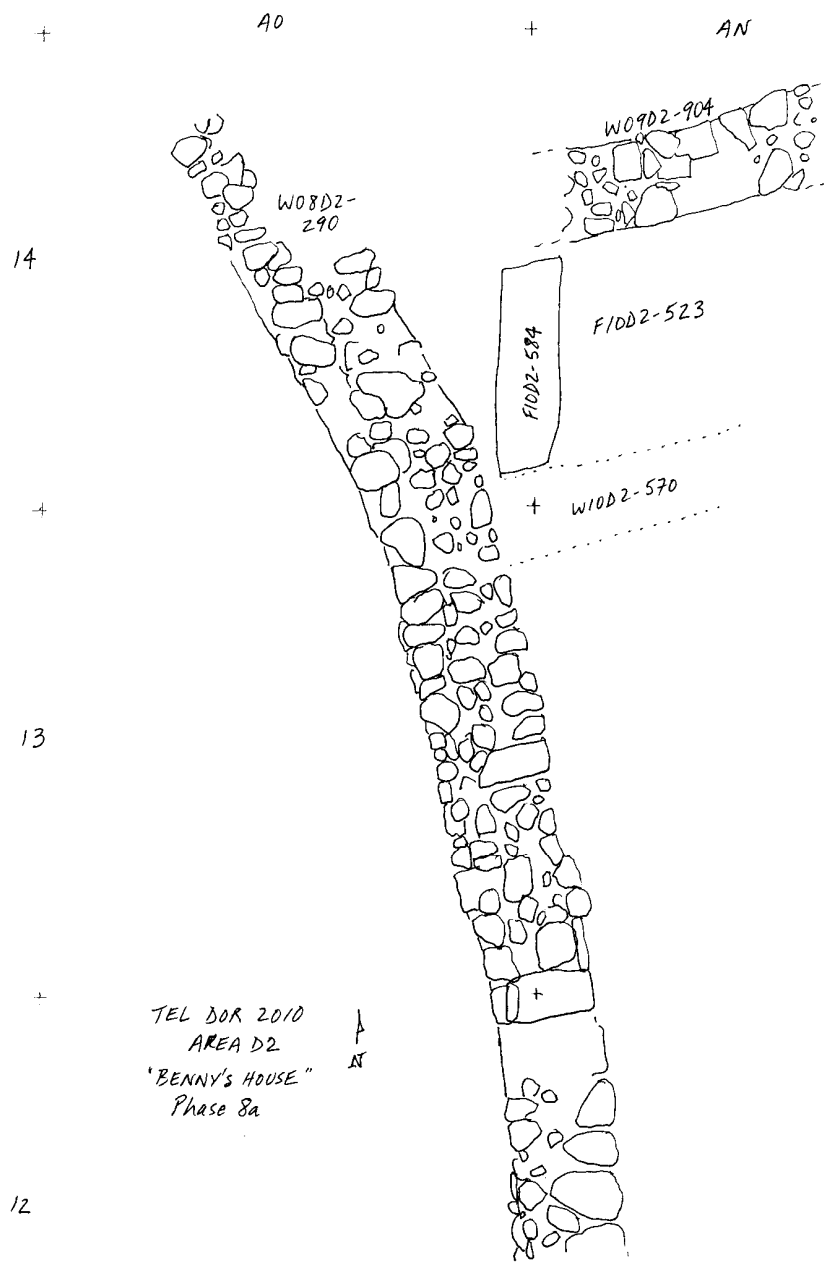 AO
AN
W09D2-904
W08D2-
290
14
F10D2-523
F10D2-584
W10D2-570
13
TEL DOR 2010
AREA D2
"BENNY'S HOUSE"
Phase 8a
N
12